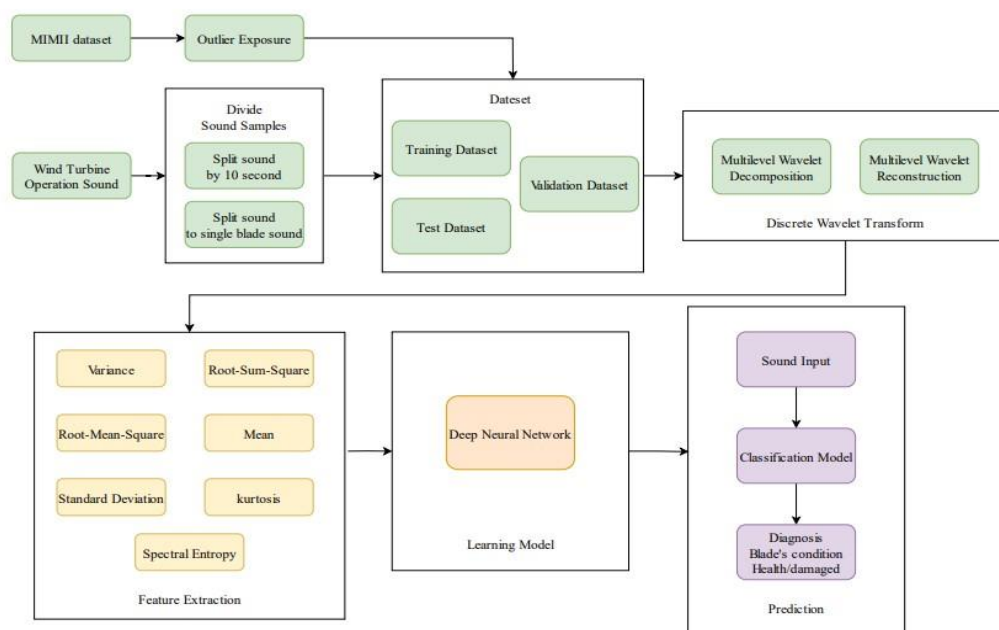 MIMII dataset
Outlier Exposure
Wind Turbine
Operation Sound
Divide
Sound Samples
Split sound
by 10 second
Split sound
to single blade sound
Dateset
Training Dataset
Validation Dataset
Test Dataset
Multilevel Wavelet
Decomposition
Multilevel Wavelet
Reconstruction
Discrete Wavelet Transform
Variance
Root-Sum-Square
Root-Mean-Square
Mean
Standard Deviation
kurtosis
Spectral Entropy
Feature Extraction
Deep Neural Network
Learning Model
Sound Input
Classification Model
Diagnosis
Blade's condition
Health/damaged
Prediction